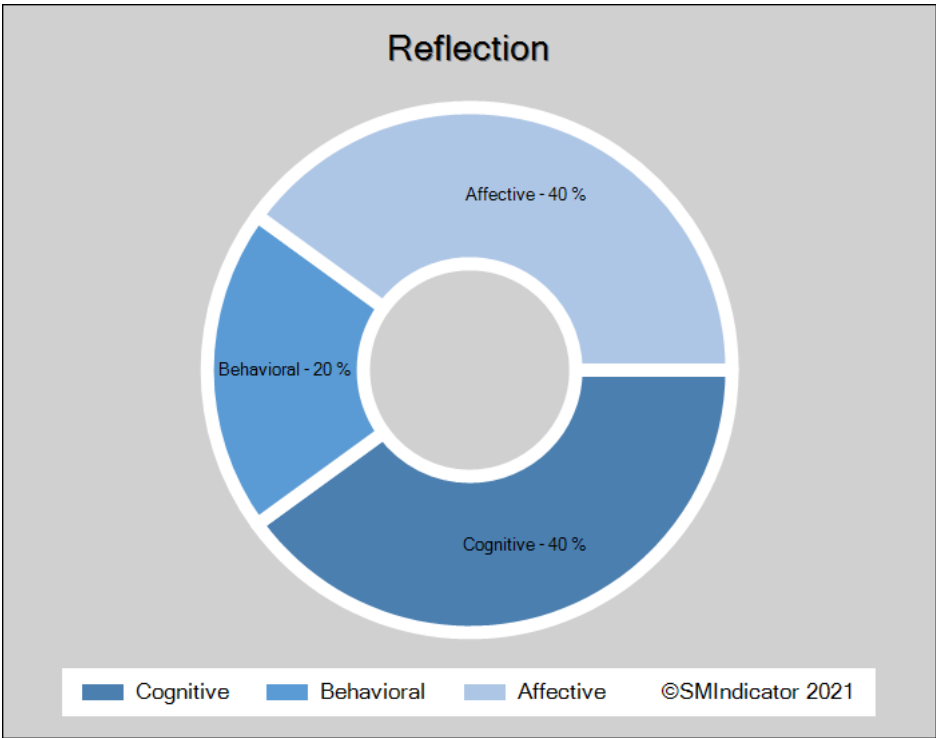 Reflection
Affective - 40 %
Behavioral - 20 %
Cognitive - 40 %
Cognitive Behavioral Affective ©SMIndicator 2021